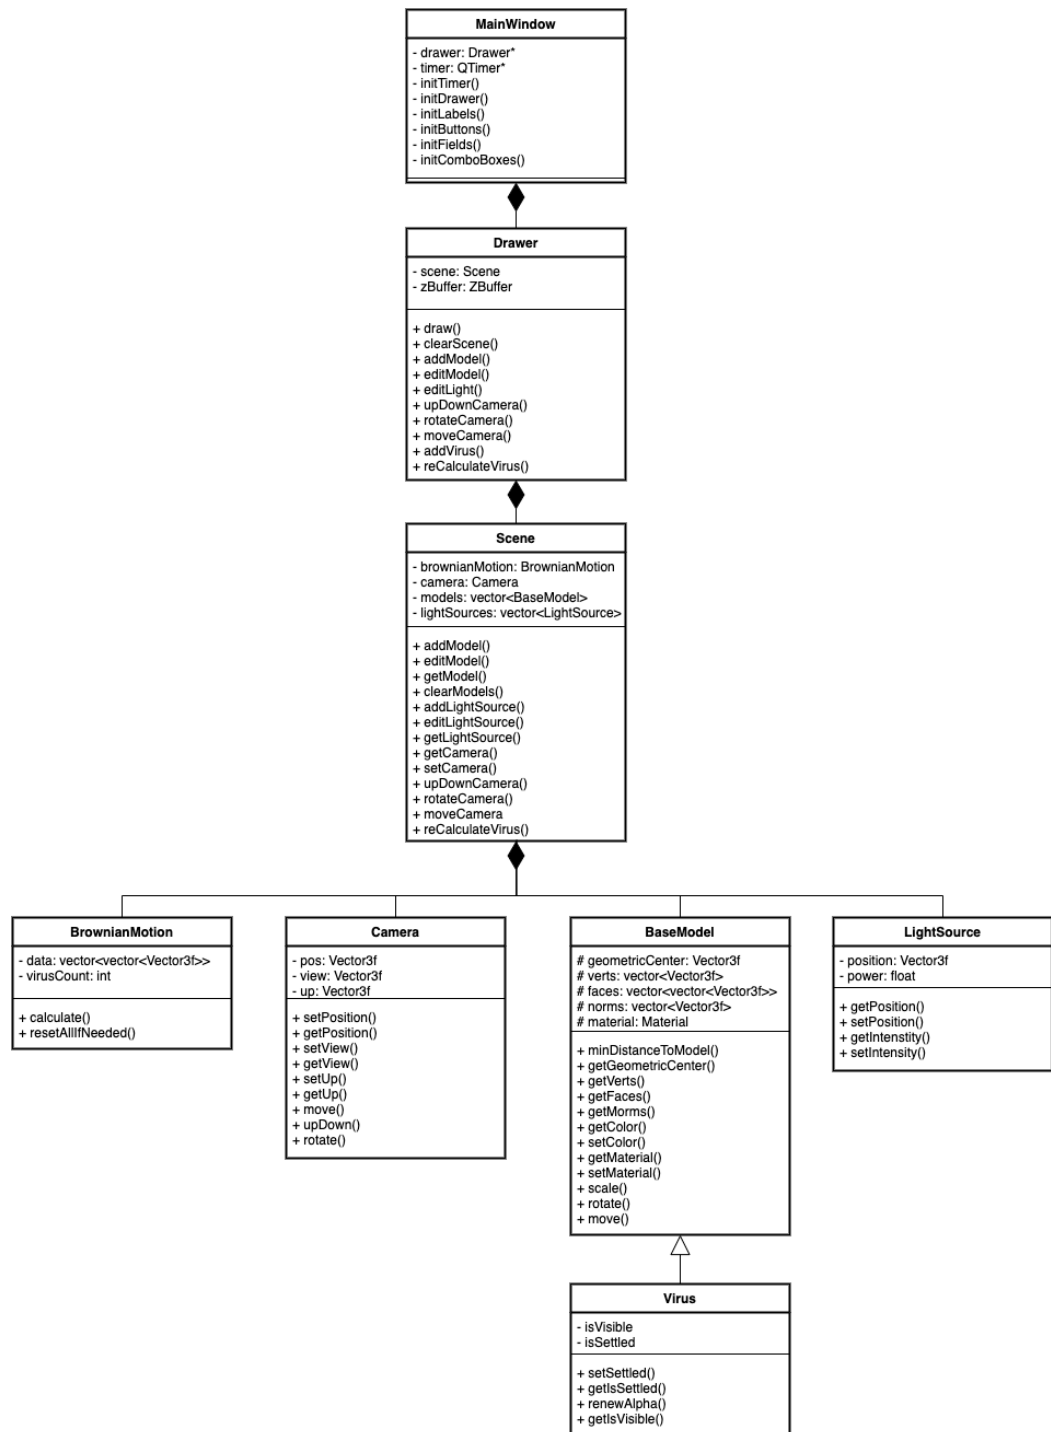 MainWindow
- drawer: Drawer*
- timer: QTimer*
- initTimer()
- initDrawer()
- initLabels()
- initButtons()
- initFields()
- initComboBoxes()
Drawer
- scene: Scene
- zBuffer: ZBuffer
+ draw()
+ clearScene()
+ addModel()
+ editModel()
+ editLight()
+ upDownCamera()
+ rotateCamera()
+ moveCamera()
+ addVirus()
+ reCalculateVirus()
Scene
- brownianMotion: BrownianMotion
- camera: Camera
- models: vector<BaseModel>
- lightSources: vector<LightSource>
+ addModel()
+ editModel()
+ getModel()
+ clearModels()
+ addLightSource()
+ editLightSource()
+ getLightSource()
+ getCamera()
+ setCamera()
+ upDownCamera()
+ rotateCamera()
+ moveCamera
+ reCalculateVirus()
BrownianMotion
- data: vector<vector<Vector3f>>
- virusCount: int
+ calculate()
+ resetAllIfNeeded()
Camera
- pos: Vector3f
- view: Vector3f
- up: Vector3f
+ setPosition()
+ getPosition()
+ setView()
+ getView()
+ setUp()
+ getUp()
+ move()
+ upDown()
+ rotate()
BaseModel
# geometricCenter: Vector3f
# verts: vector<Vector3f>
# faces: vector<vector<Vector3f>>
# norms: vector<Vector3f>
# material: Material
+ minDistanceToModel()
+ getGeometricCenter()
+ getVerts()
+ getFaces()
+ getMorms()
+ getColor()
+ setColor()
+ getMaterial()
+ setMaterial()
+ scale()
+ rotate()
+ move()
LightSource
- position: Vector3f
- power: float
+ getPosition()
+ setPosition()
+ getIntenstity()
+ setIntensity()
Virus
- isVisible
- isSettled
+ setSettled()
+ getIsSettled()
+ renewAlpha()
+ getIsVisible()